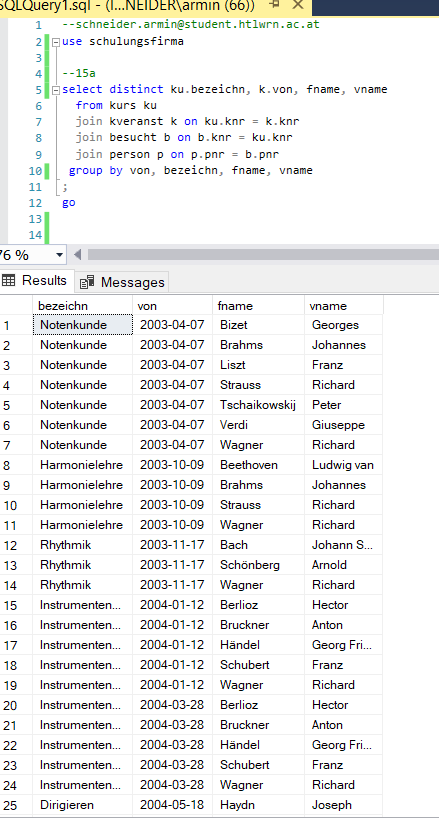 SQLQuery1.sql - (l...NEIDER\armin (66))
1 --schneider.armin@student.htlwrn.ac.at
2 use schulungsfirma
3
4 --15a
5 select distinct ku.bezeichn, k.von, fname, vname
6 from kurs ku
7 join kveranst k on ku.knr = k.knr
8 join besucht b on b.knr = ku.knr
9 join person p on p.pnr = b.pnr
10 group by von, bezeichn, fname, vname
11 ;
12 go
13
14
76 %
Results Messages
bezeichn von fname vname
1 Notenkunde 2003-04-07 Bizet Georges
2 Notenkunde 2003-04-07 Brahms Johannes
3 Notenkunde 2003-04-07 Liszt Franz
4 Notenkunde 2003-04-07 Strauss Richard
5 Notenkunde 2003-04-07 Tschaikowskij Peter
6 Notenkunde 2003-04-07 Verdi Giuseppe
7 Notenkunde 2003-04-07 Wagner Richard
8 Harmonielehre 2003-10-09 Beethoven Ludwig van
9 Harmonielehre 2003-10-09 Brahms Johannes
10 Harmonielehre 2003-10-09 Strauss Richard
11 Harmonielehre 2003-10-09 Wagner Richard
12 Rhythmik 2003-11-17 Bach Johann S...
13 Rhythmik 2003-11-17 Schönberg Arnold
14 Rhythmik 2003-11-17 Wagner Richard
15 Instrumenten... 2004-01-12 Berlioz Hector
16 Instrumenten... 2004-01-12 Bruckner Anton
17 Instrumenten... 2004-01-12 Händel Georg Fri...
18 Instrumenten... 2004-01-12 Schubert Franz
19 Instrumenten... 2004-01-12 Wagner Richard
20 Instrumenten... 2004-03-28 Berlioz Hector
21 Instrumenten... 2004-03-28 Bruckner Anton
22 Instrumenten... 2004-03-28 Händel Georg Fri...
23 Instrumenten... 2004-03-28 Schubert Franz
24 Instrumenten... 2004-03-28 Wagner Richard
25 Dirigieren 2004-05-18 Haydn Joseph